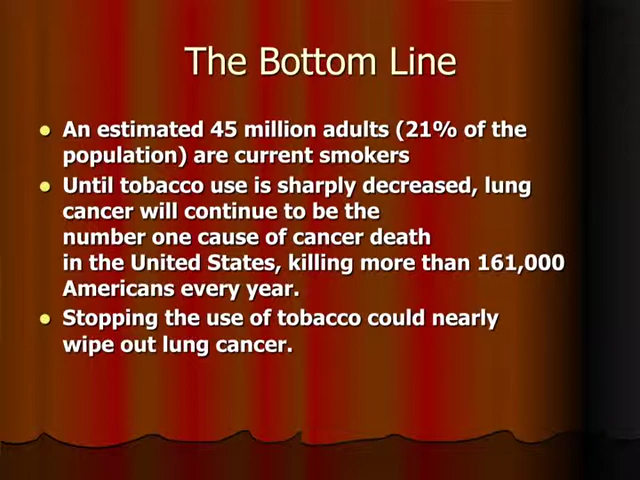 The Bottom Line
An estimated 45 million adults (21% of the
population) are current smokers
Until tobacco use is sharply decreased, lung
cancer will continue to be the
number one cause of cancer death
in the United States, killing more than 161,000
Americans every year.
Stopping the use of tobacco could nearly
wipe out lung cancer.